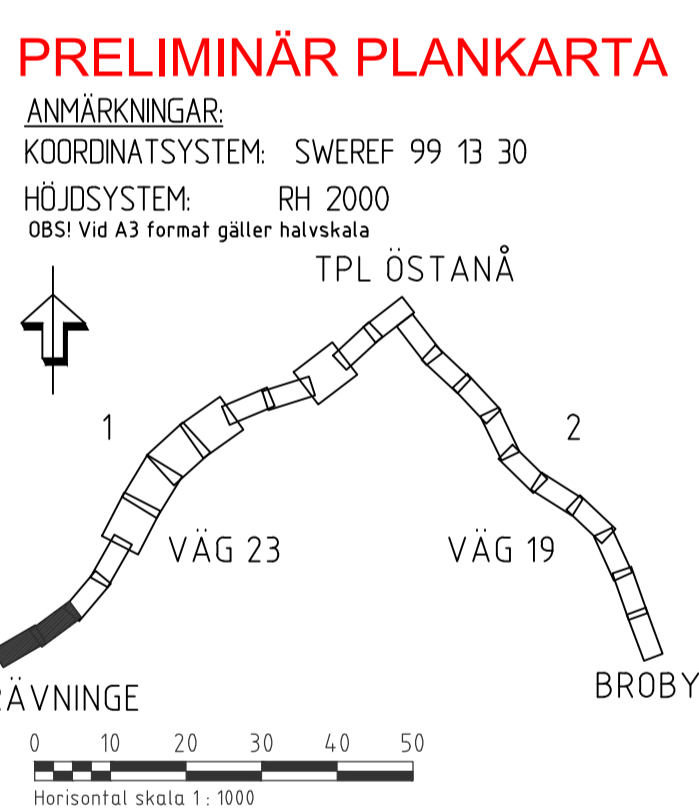 PRELIMINÄR PLANKARTA
ANMÄRKNINGAR:
KOORDINATSYSTEM: SWEREF 99 13 30
HÖJDSYSTEM: RH 2000
OBS! Vid A3 format gäller halvskala
TPL ÖSTANÅ
1
2
VÄG 23
VÄG 19
BROBY
ÄVNINGE
0 10 20 30 40 50
Horisontal skala 1 : 1000